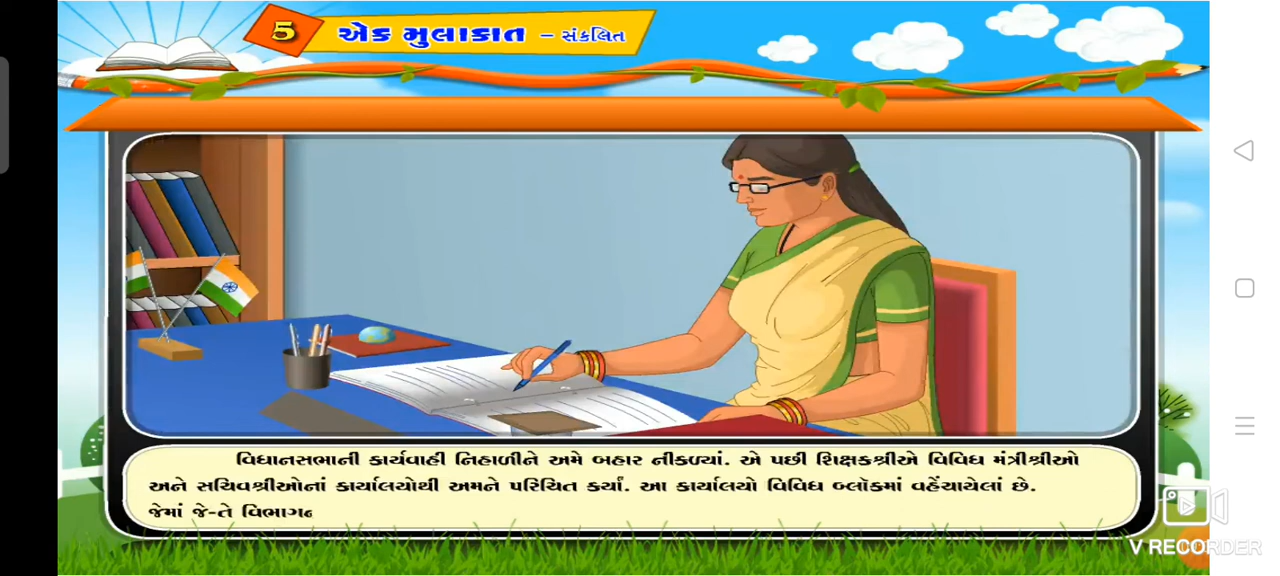 5 એક મુલાકાત – સંકલિત
વિધાનસભાની કાર્યવાહી નિહાળીને અમે બહાર નીકળ્યાં. એ પછી શિક્ષકશ્રીએ વિવિધ મંત્રીશ્રીઓ
અને સચિવશ્રીઓનાં કાર્યાલયોથી અમને પરિચિત કર્યાં. આ કાર્યાલયો વિવિધ બ્લૉકમાં વહેંચાયેલાં છે.
જેમાં જે-તે
V RECORDER